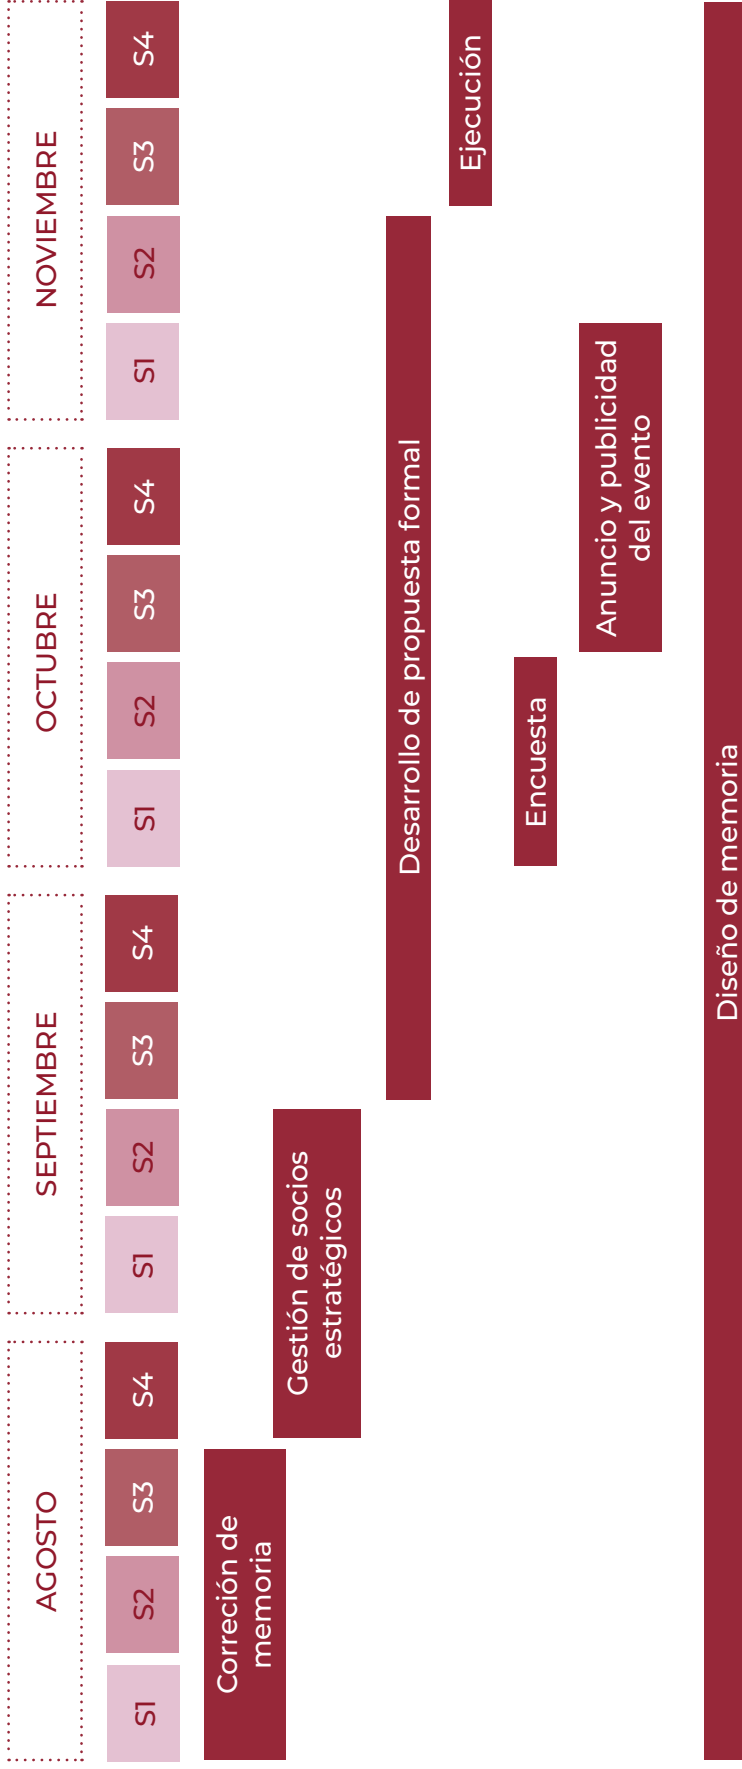 AGOSTO
SEPTIEMBRE
OCTUBRE
NOVIEMBRE
S1
S2
S3
S4
S1
S2
S3
S4
S1
S2
S3
S4
S1
S2
S3
S4
Correción de
memoria
Gestión de socios
estratégicos
Desarrollo de propuesta formal
Ejecución
Encuesta
Anuncio y publicidad
del evento
Diseño de memoria